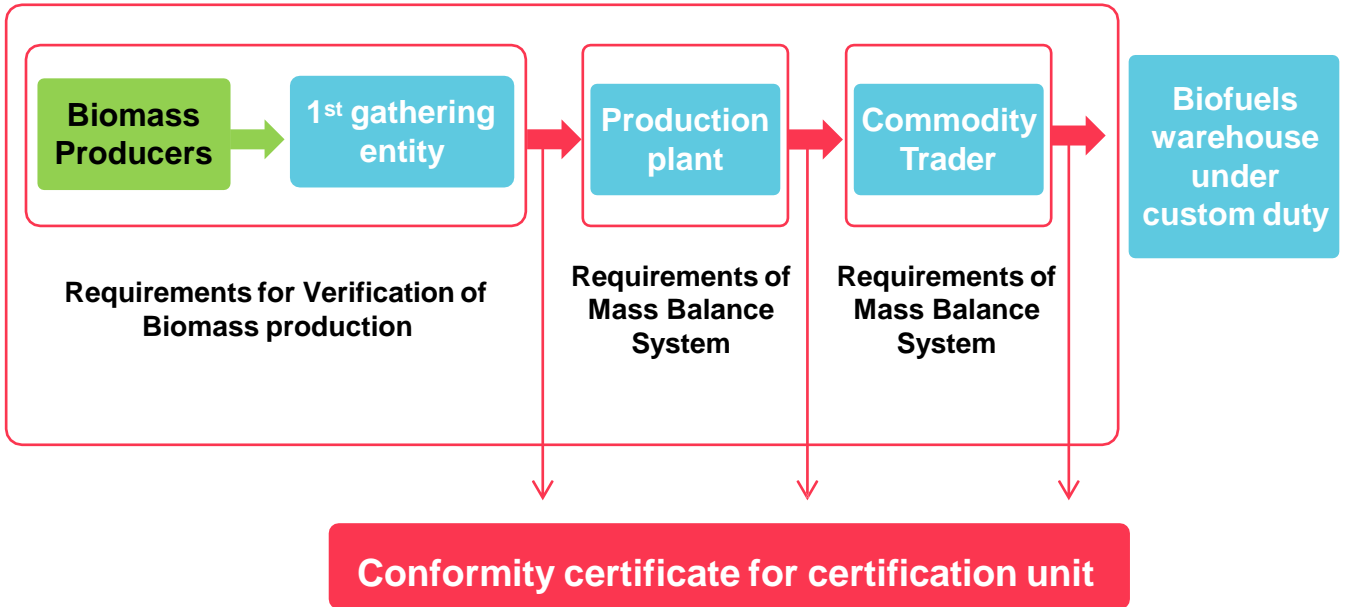 Biomass
Producers
1st gathering
entity
Production
plant
Commodity
Trader
Biofuels
warehouse
under
custom duty
Requirements for Verification of
Biomass production
Requirements of
Mass Balance
System
Requirements of
Mass Balance
System
Conformity certificate for certification unit